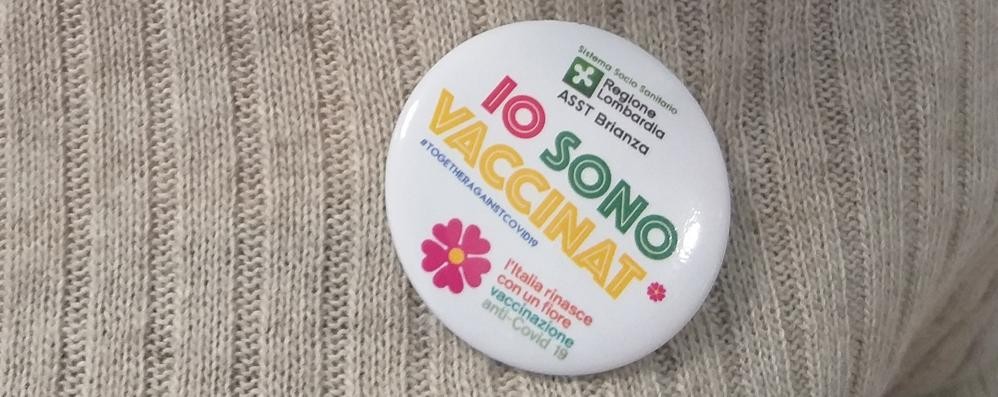 Sistema Socio Sanitario
Regione
Lombardia
ASST Brianza
IO SONO
VACCINAT
#TOGETHERAGAINSTCOVID19
l'Italia rinasce
con un fiore
vaccinazione
anti-Covid 19